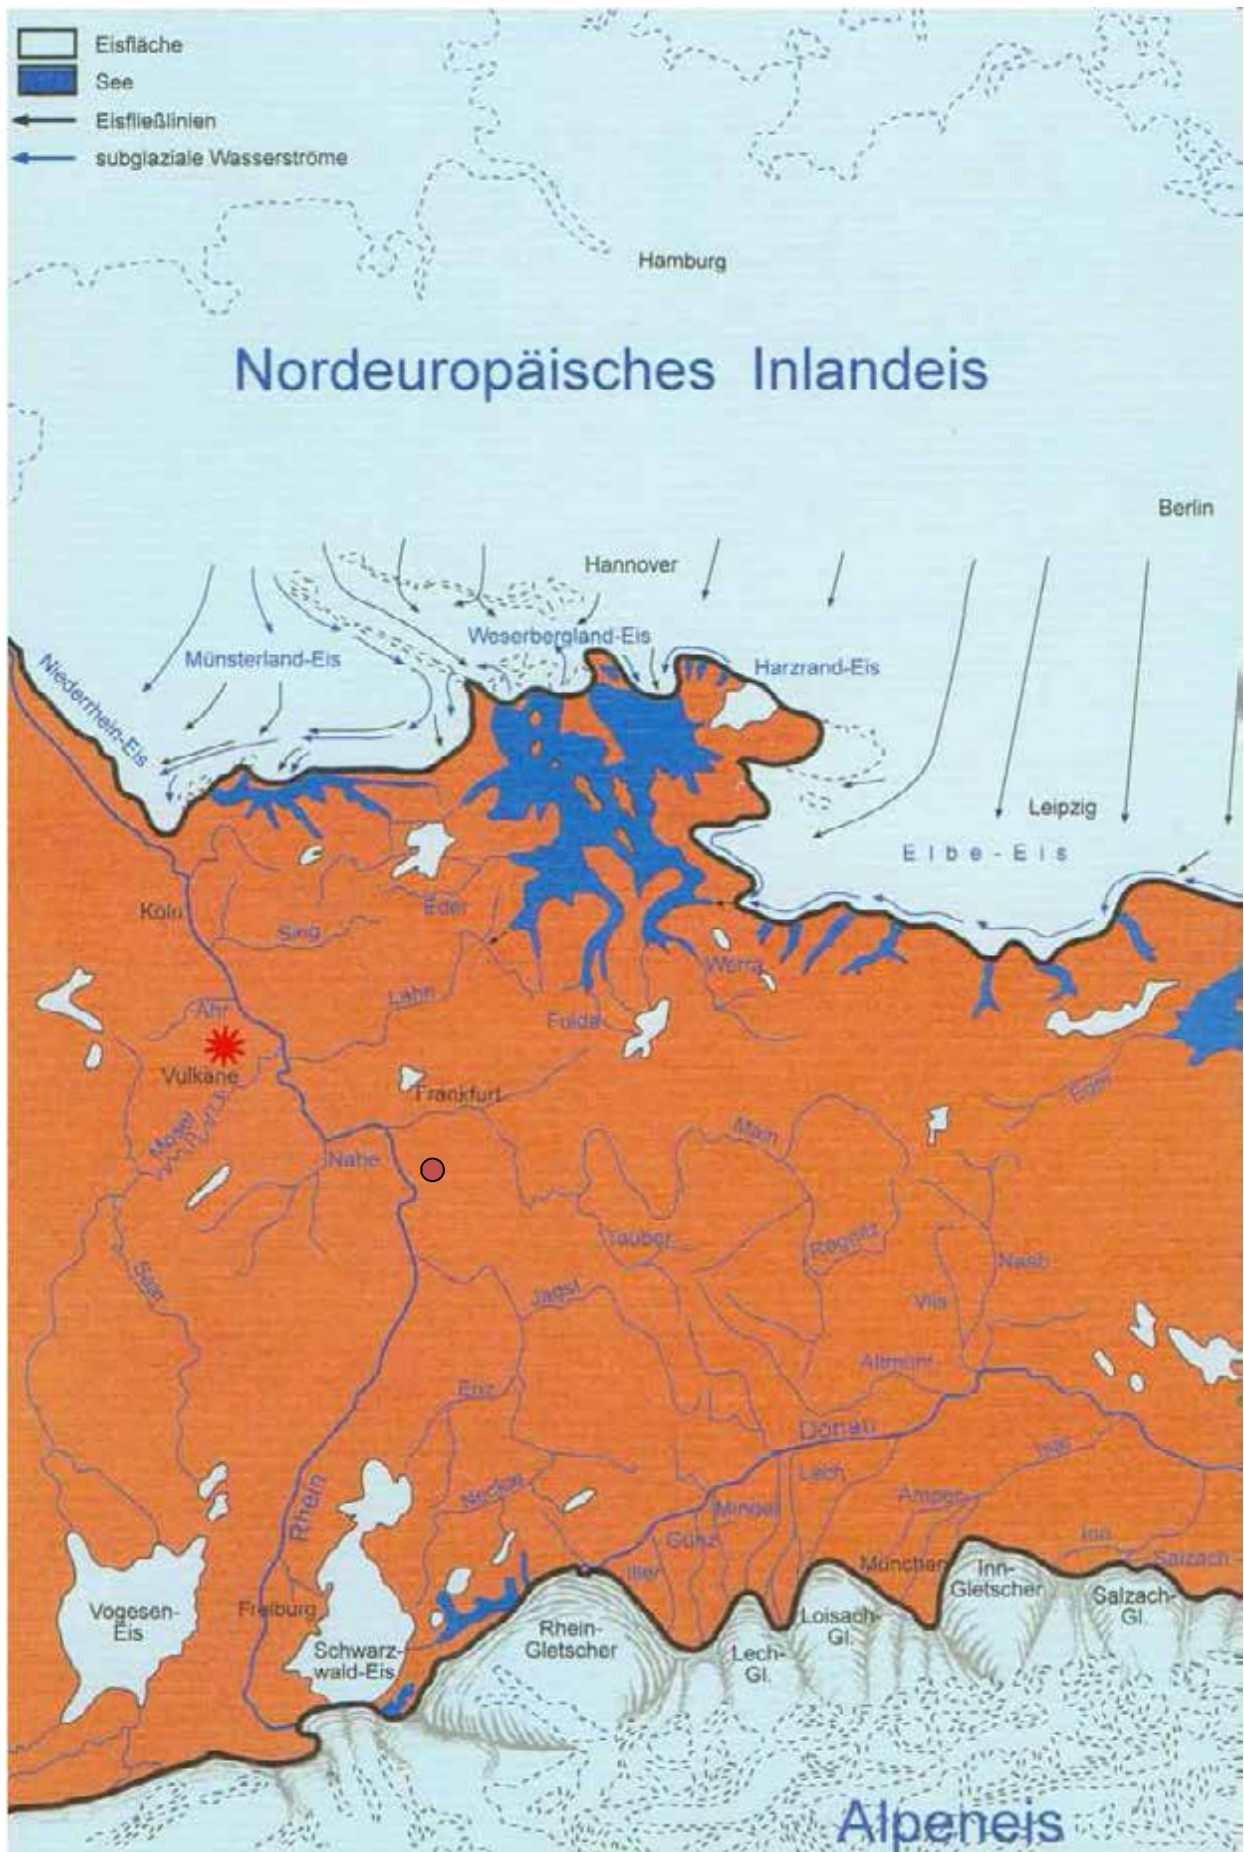 Eisfläche
See
Eisfließlinien
subglaziale Wasserströme
Hamburg
Nordeuropäisches Inlandeis
Berlin
Hannover
Weserbergland-Eis
Münsterland-Eis
Harzrand-Eis
Niederrhein-Eis
Leipzig
Elbe-Eis
Köln
Eder
Sieg
Werra
Lahn
Ahr
Fulda
Vulkane
Frankfurt
Eger
Mosel
Main
Nahe
Tauber
Regnitz
Naab
Saar
Jagst
Vils
Altmühl
Enz
Donau
Isar
Lech
Rhein
Neckar
Mindel
Amper
Günz
Inn
Iller
München
Salzach
Inn-
Gletscher
Vogesen-
Eis
Freiburg
Schwarz-
wald-Eis
Rhein-
Gletscher
Lech-
Gl.
Loisach-
Gl.
Salzach-
Gl.
Alpeneis